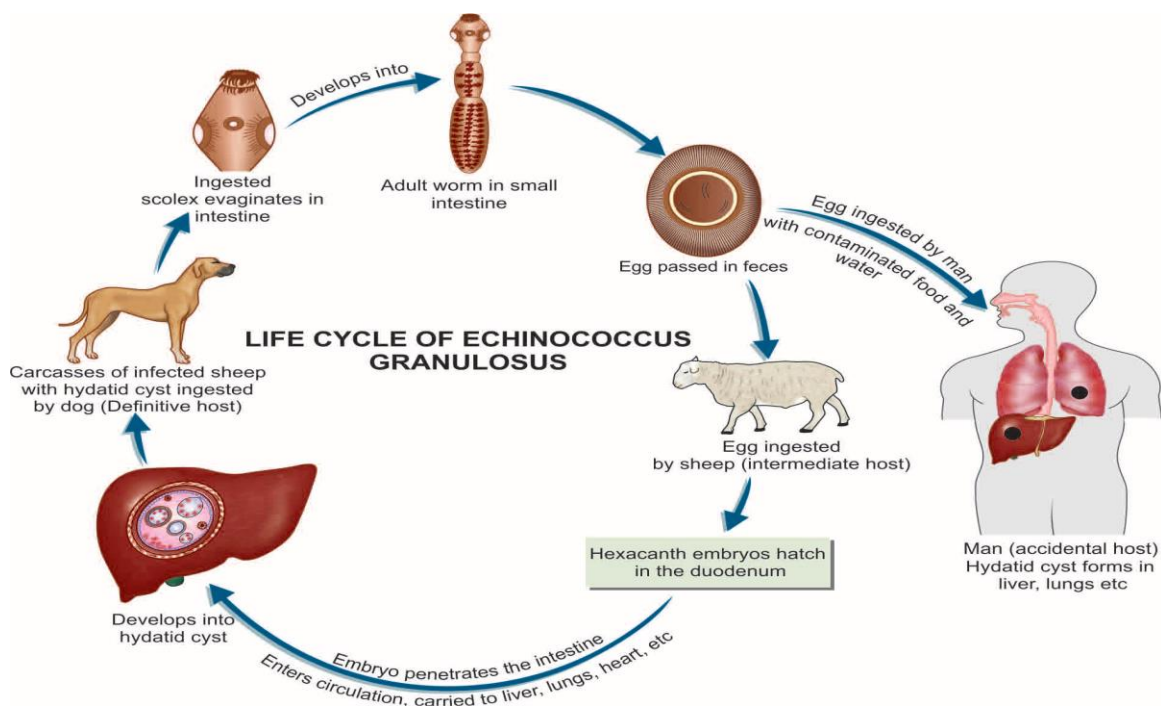 LIFE CYCLE OF ECHINOCOCCUS
GRANULOSUS
Ingested
scolex evaginates in
intestine
Develops into
Adult worm in small
intestine
Egg passed in feces
Egg ingested by man
with contaminated food and
water
Man (accidental host)
Hydatid cyst forms in
liver, lungs etc
Egg ingested
by sheep (intermediate host)
Hexacanth embryos hatch
in the duodenum
Embryo penetrates the intestine
Enters circulation, carried to liver, lungs, heart, etc
Develops into
hydatid cyst
Carcasses of infected sheep
with hydatid cyst ingested
by dog (Definitive host)